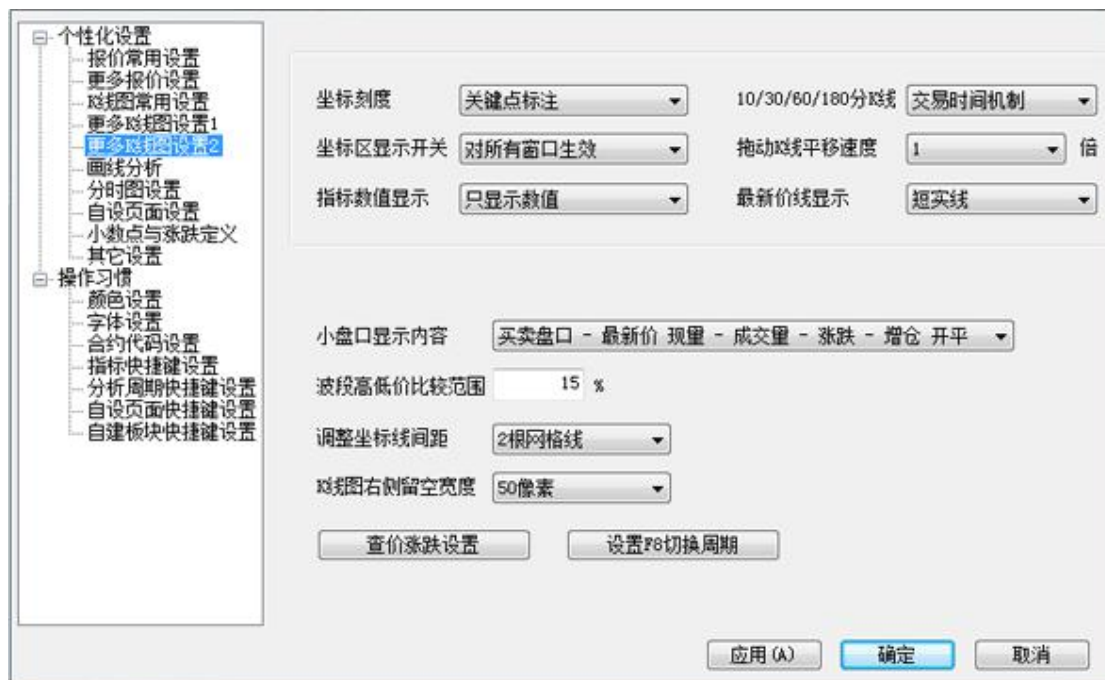 个性化设置
报价常用设置
更多报价设置
K线图常用设置
更多K线图设置1
更多K线图设置2
画线分析
分时图设置
自设页面设置
小数点与涨跌定义
其它设置
操作习惯
颜色设置
字体设置
合约代码设置
指标快捷键设置
分析周期快捷键设置
自设页面快捷键设置
自建板块快捷键设置
坐标刻度 关键点标注 10/30/60/180分K线 交易时间机制
坐标区显示开关 对所有窗口生效 拖动K线平移速度 1 倍
指标数值显示 只显示数值 最新价线显示 短实线
小盘口显示内容 买卖盘口 - 最新价 现量 - 成交量 - 涨跌 - 增仓 开平
波段高低价比较范围 15 %
调整坐标线间距 2根网格线
K线图右侧留空宽度 50像素
查价涨跌设置 设置F8切换周期
应用(A) 确定 取消